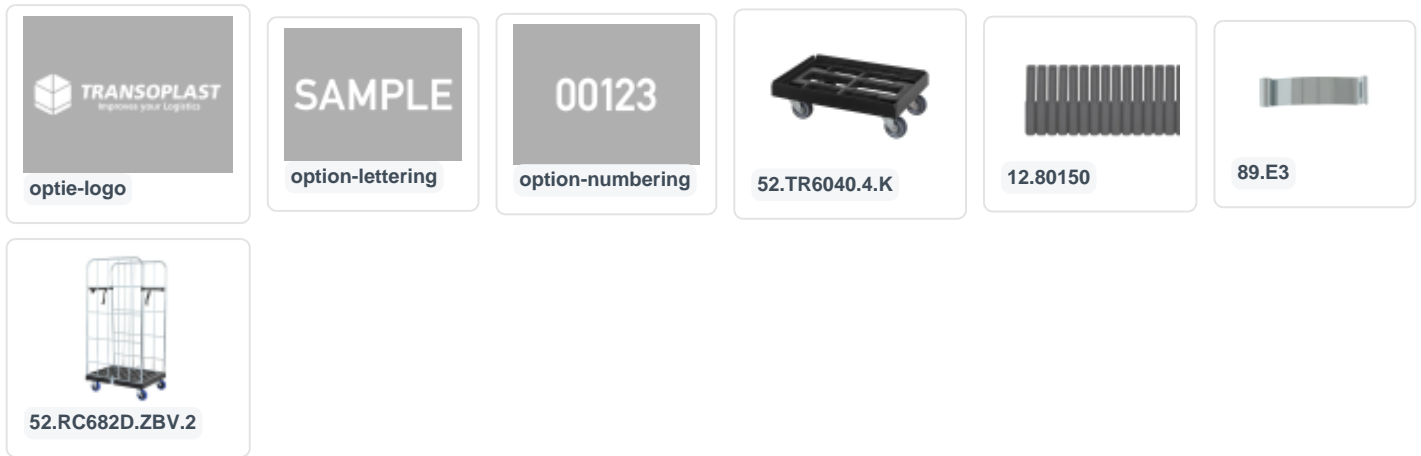 TRANSOPLAST
Improves your Logistics
optie-logo
SAMPLE
option-lettering
00123
option-numbering
52.TR6040.4.K
12.80150
89.E3
52.RC682D.ZBV.2